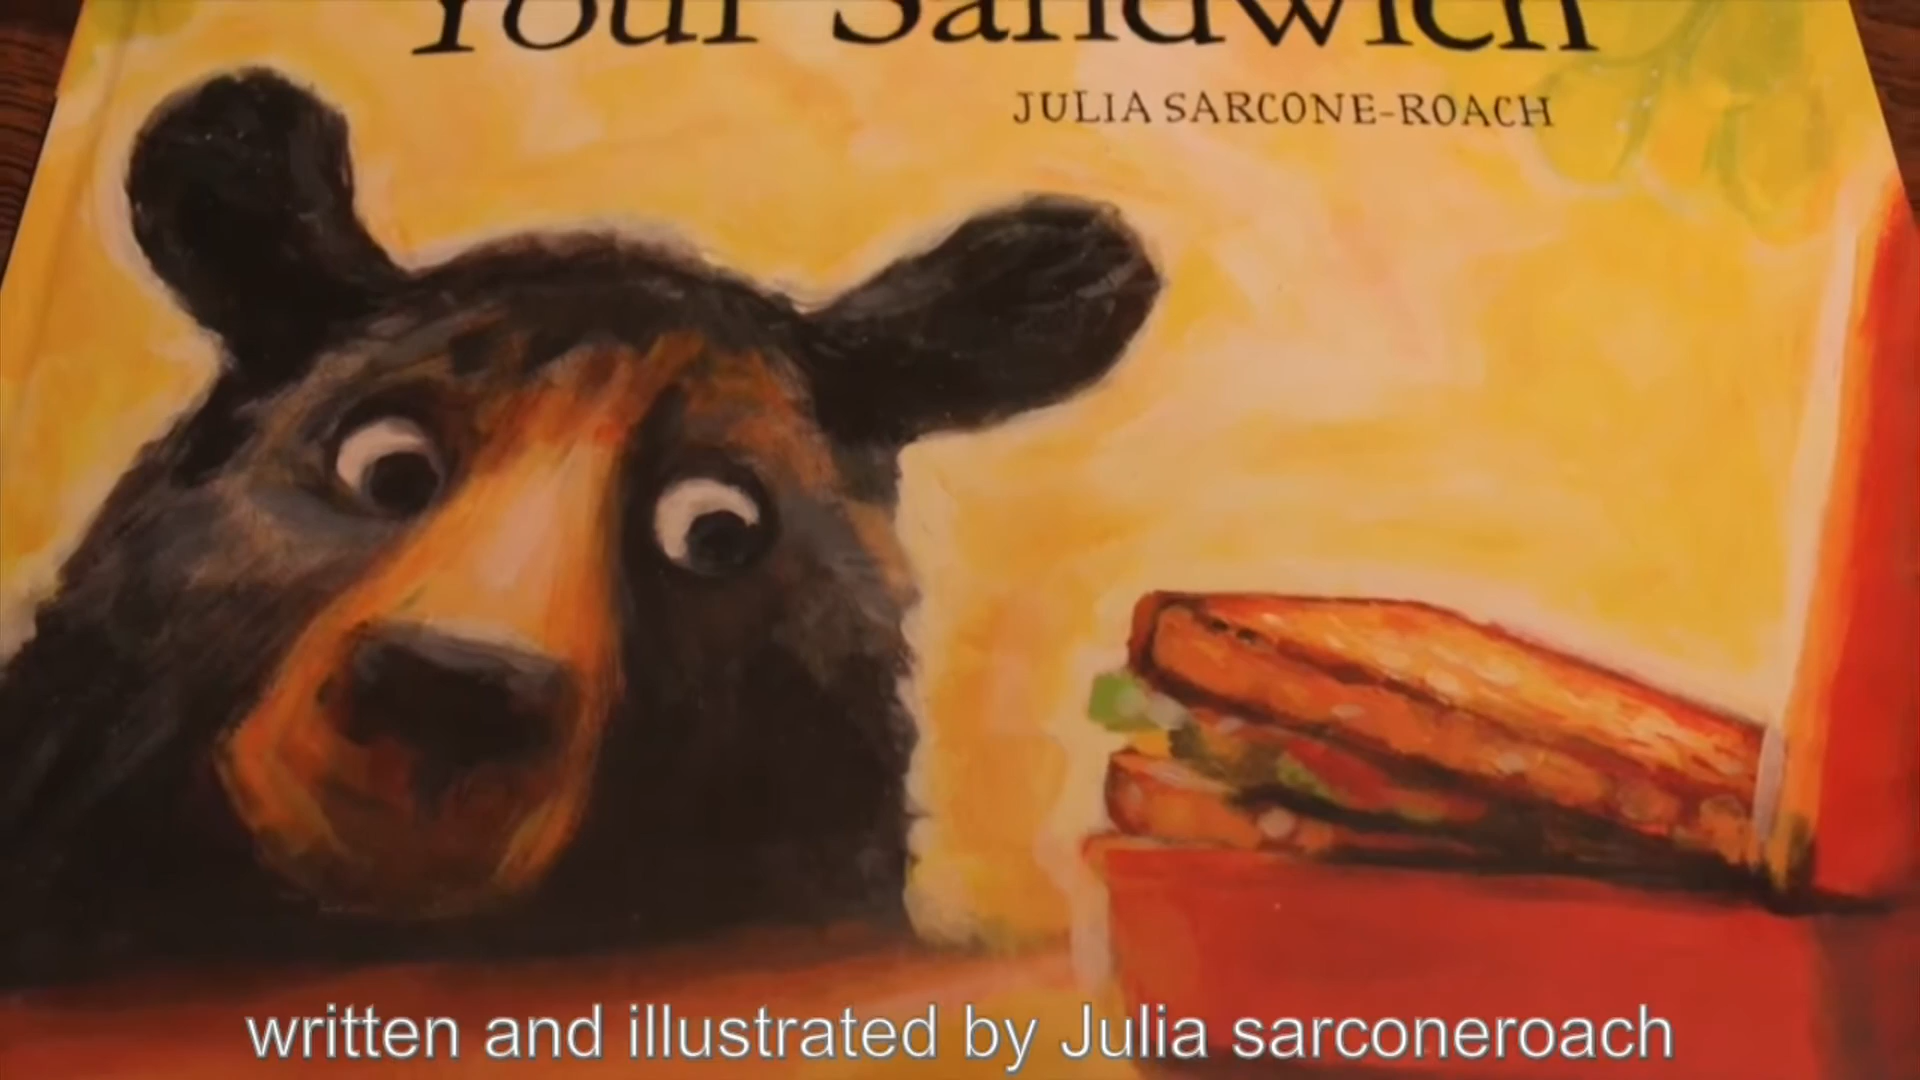 Your Sandwich
JULIA SARCONE-ROACH
written and illustrated by Julia sarconeroach